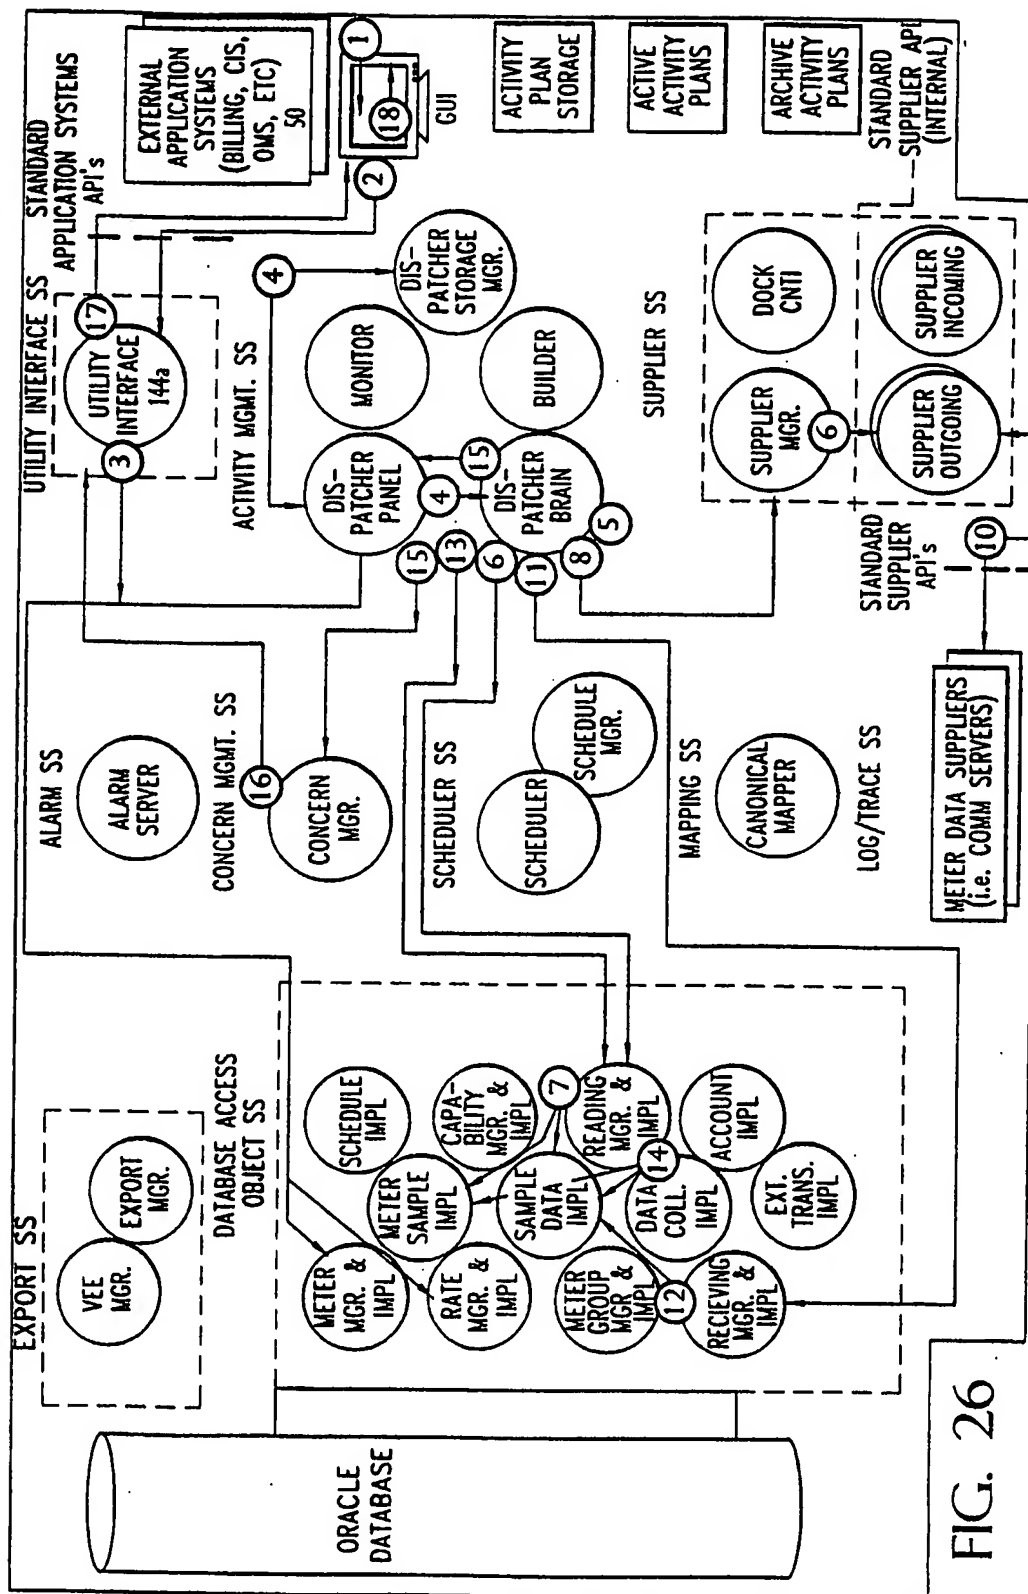 EXPORT SS
VEE
MGR.
EXPORT
MGR.
ALARM SS
ALARM
SERVER
UTILITY INTERFACE SS
UTILITY
INTERFACE
144a
3
17
STANDARD
APPLICATION SYSTEMS
API's
EXTERNAL
APPLICATION
SYSTEMS
(BILLING, CIS,
OMS, ETC)
50
1
18
2
GUI
ORACLE
DATABASE
DATABASE ACCESS
OBJECT SS
METER
MGR. &
IMPL
RATE
MGR. &
IMPL
METER
GROUP
MGR. &
IMPL
12
RECIEVING
MGR. &
IMPL
METER
SAMPLE
IMPL
SAMPLE
DATA
IMPL
DATA
COLL.
IMPL
14
EXT.
TRANS.
IMPL
SCHEDULE
IMPL
CAPA-
BILITY
MGR. &
IMPL
7
READING
MGR. &
IMPL
ACCOUNT
IMPL
CONCERN MGMT. SS
16
CONCERN
MGR.
SCHEDULER SS
SCHEDULER
SCHEDULE
MGR.
MAPPING SS
CANONICAL
MAPPER
LOG/TRACE SS
METER DATA SUPPLIERS
(i.e. COMM SERVERS)
10
STANDARD
SUPPLIER
API's
ACTIVITY MGMT. SS
4
DIS-
PATCHER
PANEL
MONITOR
DIS-
PATCHER
STORAGE
MGR.
15
13
6
11
8
5
4
15
DIS-
PATCHER
BRAIN
BUILDER
SUPPLIER SS
SUPPLIER
MGR.
6
DOCK
CNTI
SUPPLIER
OUTGOING
SUPPLIER
INCOMING
ACTIVITY
PLAN
STORAGE
ACTIVE
ACTIVITY
PLANS
ARCHIVE
ACTIVITY
PLANS
STANDARD
SUPPLIER API
(INTERNAL)
FIG. 26